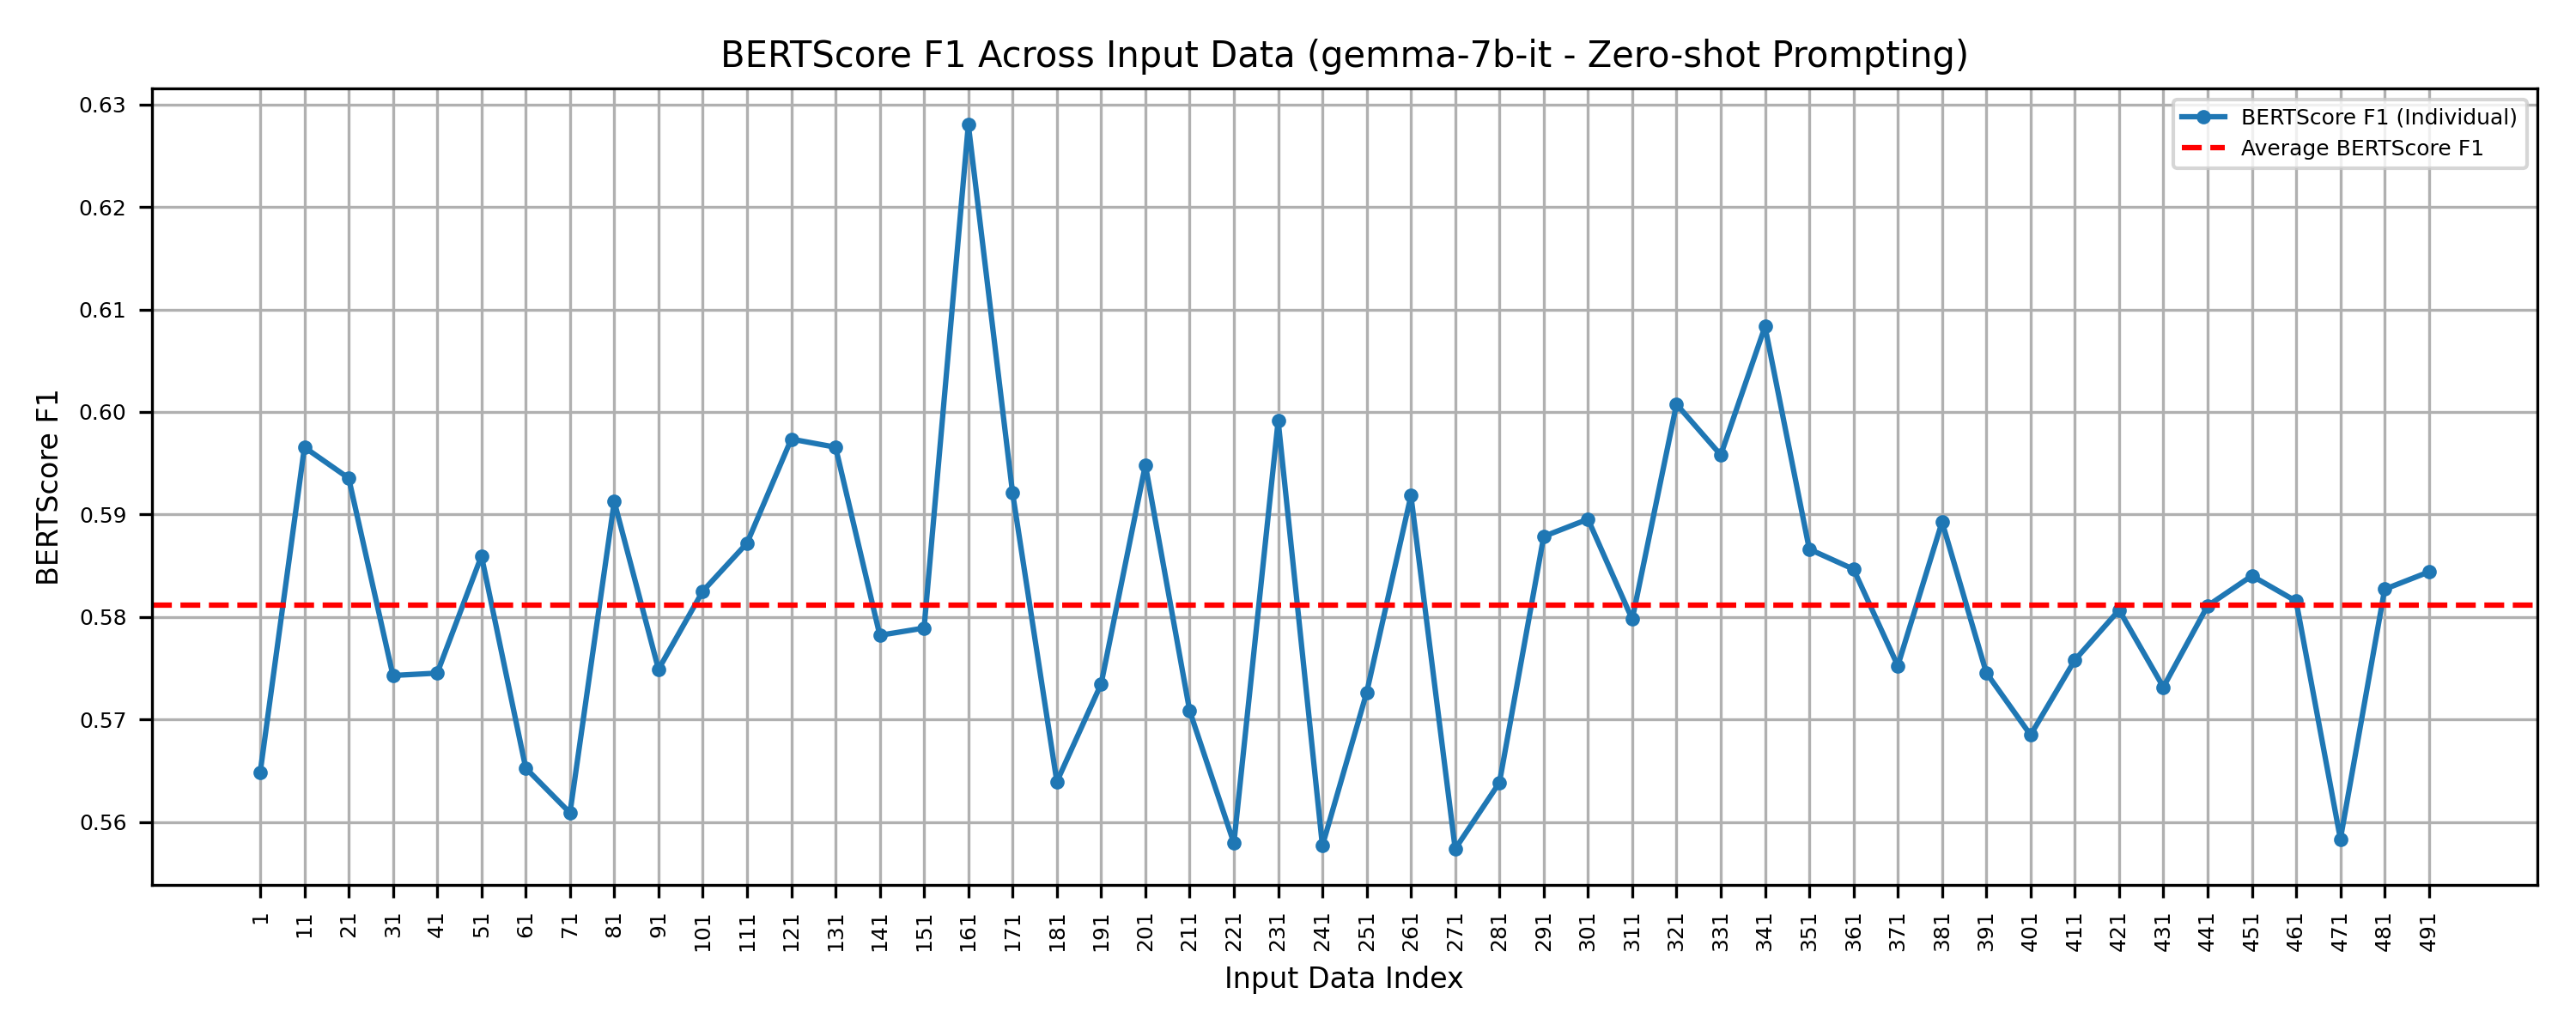 BERTScore F1 Across Input Data (gemma-7b-it - Zero-shot Prompting)
BERTScore F1 (Individual)
Average BERTScore F1
BERTScore F1
0.63
0.62
0.61
0.60
0.59
0.58
0.57
0.56
1 11 21 31 41 51 61 71 81 91 101 111 121 131 141 151 161 171 181 191 201 211 221 231 241 251 261 271 281 291 301 311 321 331 341 351 361 371 381 391 401 411 421 431 441 451 461 471 481 491
Input Data Index